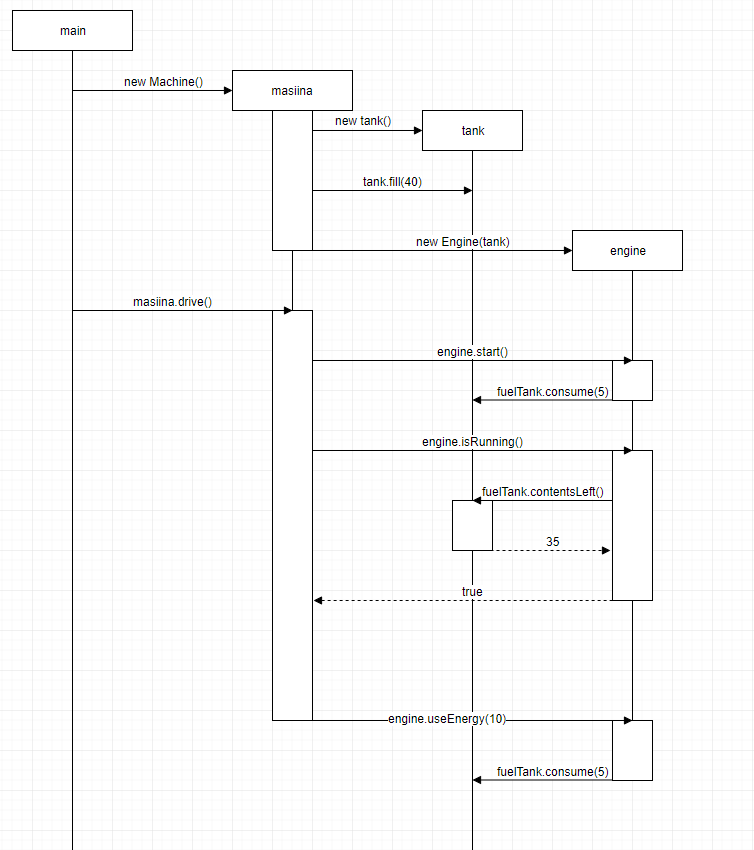 main
new Machine()
masiina
new tank()
tank
tank.fill(40)
new Engine(tank)
engine
masiina.drive()
engine.start()
fuelTank.consume(5)
engine.isRunning()
fuelTank.contentsLeft()
35
true
engine.useEnergy(10)
fuelTank.consume(5)